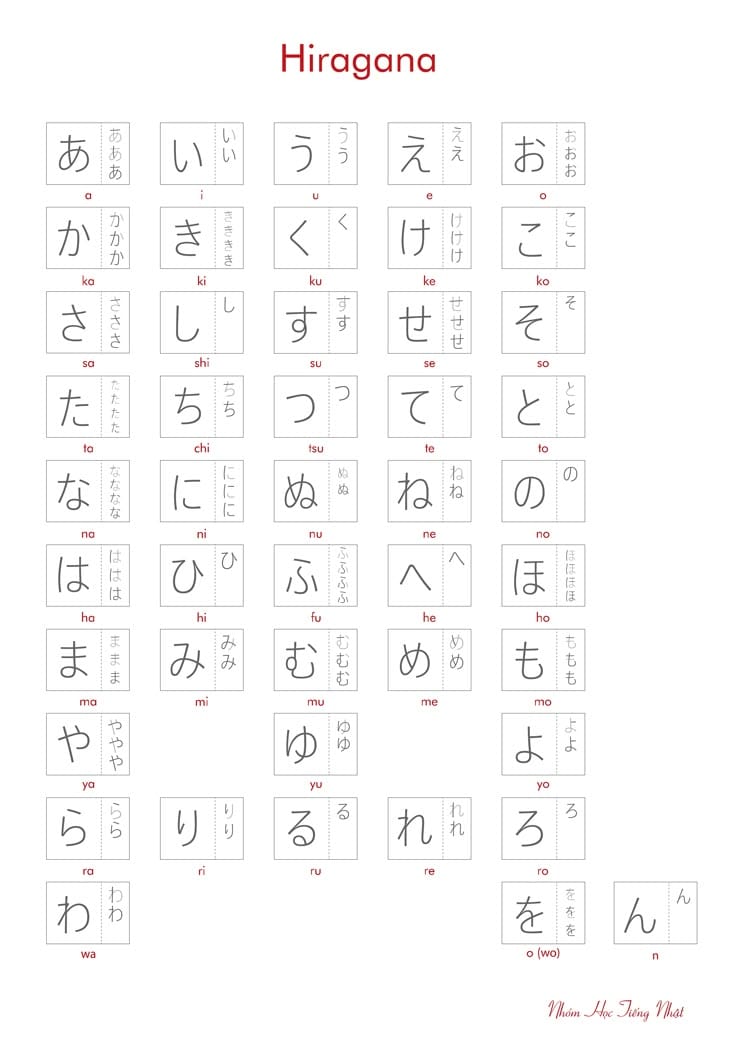 Hiragana
あ あ あ あ い い い う う う え え え お お お お
a i u e o
か か か か き き き き き く く け け け け こ こ こ
ka ki ku ke ko
さ さ さ さ し し す す す せ せ せ せ そ そ
sa shi su se so
た た た た た ち ち ち つ つ て て と と と
ta chi tsu te to
な な な な な に に に に ぬ ぬ ぬ ね ね ね の の
na ni nu ne no
は は は は ひ ひ ふ ふ ふ ふ ふ へ へ ほ ほ ほ ほ ほ
ha hi fu he ho
ま ま ま ま み み み む む む む め め め も も も も
ma mi mu me mo
や や や や ゆ ゆ ゆ よ よ よ
ya yu yo
ら ら ら り り り る る れ れ れ ろ ろ
ra ri ru re ro
わ わ わ を を を を ん ん
wa o (wo) n
Nhóm Học Tiếng Nhật